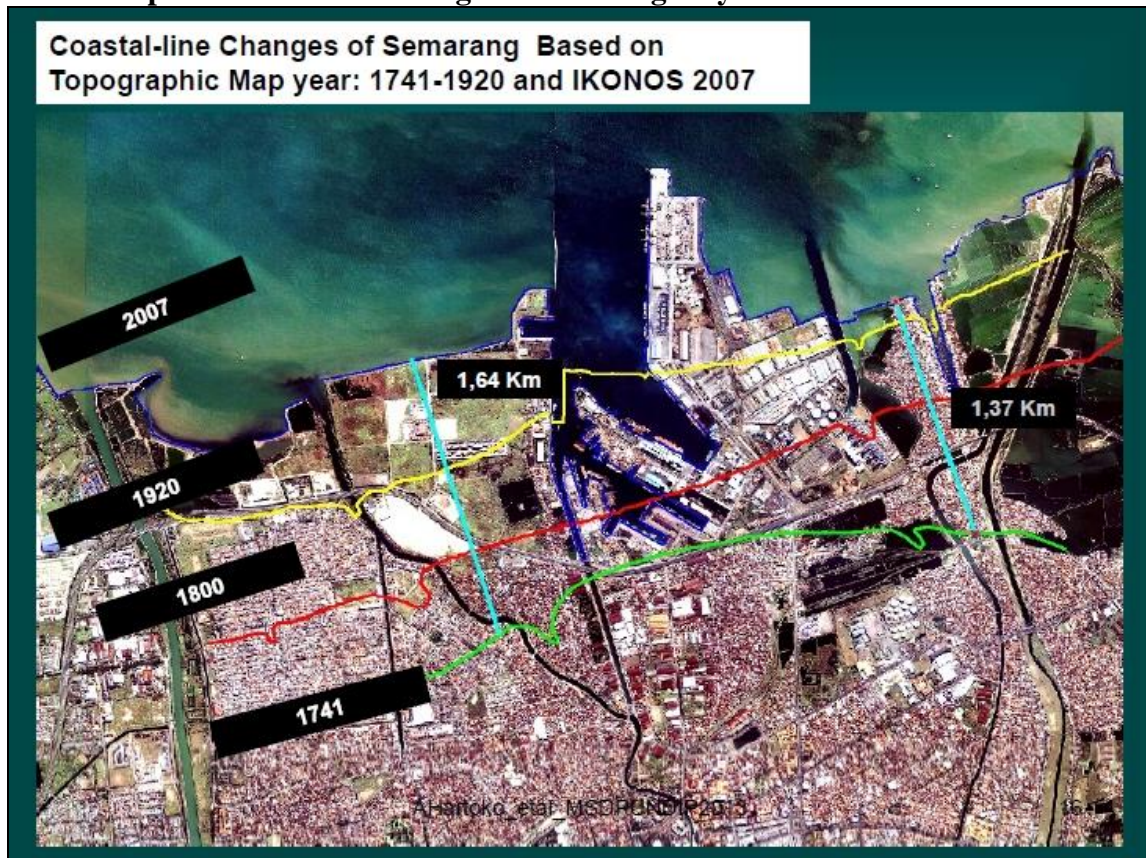 Coastal-line Changes of Semarang Based on
Topographic Map year: 1741-1920 and IKONOS 2007
2007
1,64 Km
1,37 Km
1920
1800
1741